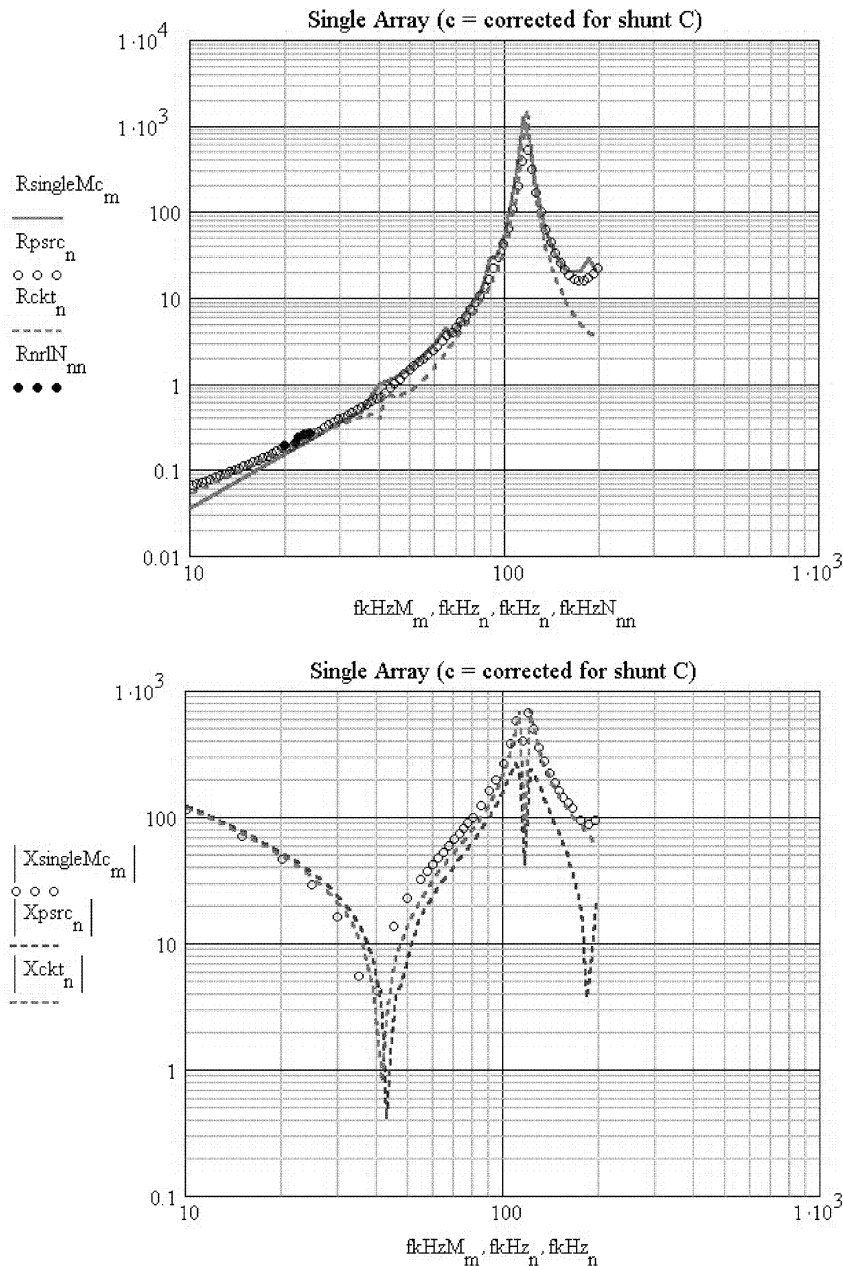 Single Array (c = corrected for shunt C)
1·10^4
1·10^3
100
10
1
0.1
0.01
RsingleMc_m
Rpsrc_n
Rckt_n
RnrlN_nn
10
100
1·10^3
fkHzM_m, fkHz_n, fkHz_n, fkHzN_nn
Single Array (c = corrected for shunt C)
1·10^3
100
10
1
0.1
|XsingleMc_m|
|Xpsrc_n|
|Xckt_n|
10
100
1·10^3
fkHzM_m, fkHz_n, fkHz_n